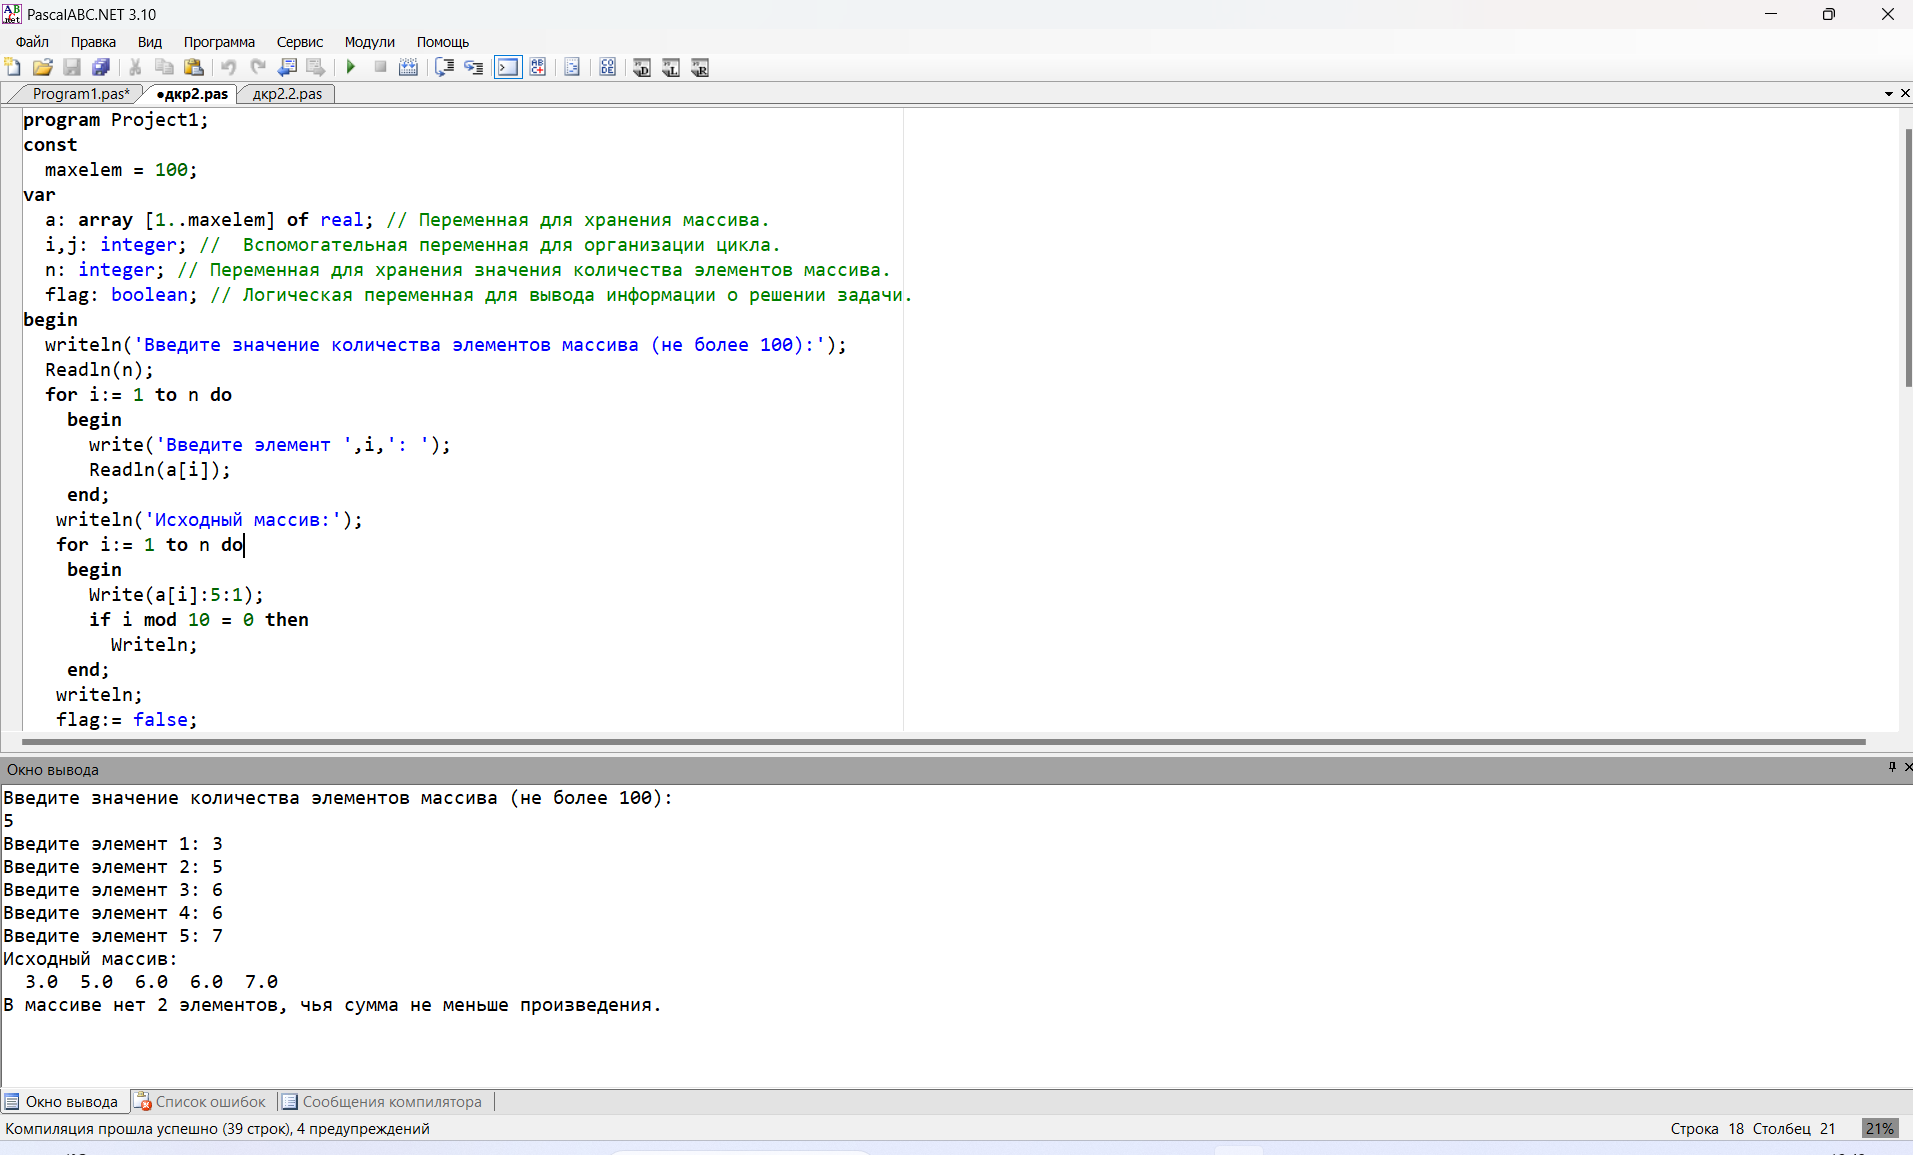 PascalABC.NET 3.10
Файл Правка Вид Программа Сервис Модули Помощь
Program1.pas* •дкр2.pas дкр2.2.pas
program Project1;
const
maxelem = 100;
var
a: array [1..maxelem] of real; // Переменная для хранения массива.
i,j: integer; //  Вспомогательная переменная для организации цикла.
n: integer; // Переменная для хранения значения количества элементов массива.
flag: boolean; // Логическая переменная для вывода информации о решении задачи.
begin
writeln('Введите значение количества элементов массива (не более 100):');
Readln(n);
for i:= 1 to n do
begin
write('Введите элемент ',i,': ');
Readln(a[i]);
end;
writeln('Исходный массив:');
for i:= 1 to n do
begin
Write(a[i]:5:1);
if i mod 10 = 0 then
Writeln;
end;
writeln;
flag:= false;
Окно вывода
Введите значение количества элементов массива (не более 100):
5
Введите элемент 1: 3
Введите элемент 2: 5
Введите элемент 3: 6
Введите элемент 4: 6
Введите элемент 5: 7
Исходный массив:
3.0  5.0  6.0  6.0  7.0
В массиве нет 2 элементов, чья сумма не меньше произведения.
Окно вывода Список ошибок Сообщения компилятора
Компиляция прошла успешно (39 строк), 4 предупреждений Строка 18 Столбец 21 21%